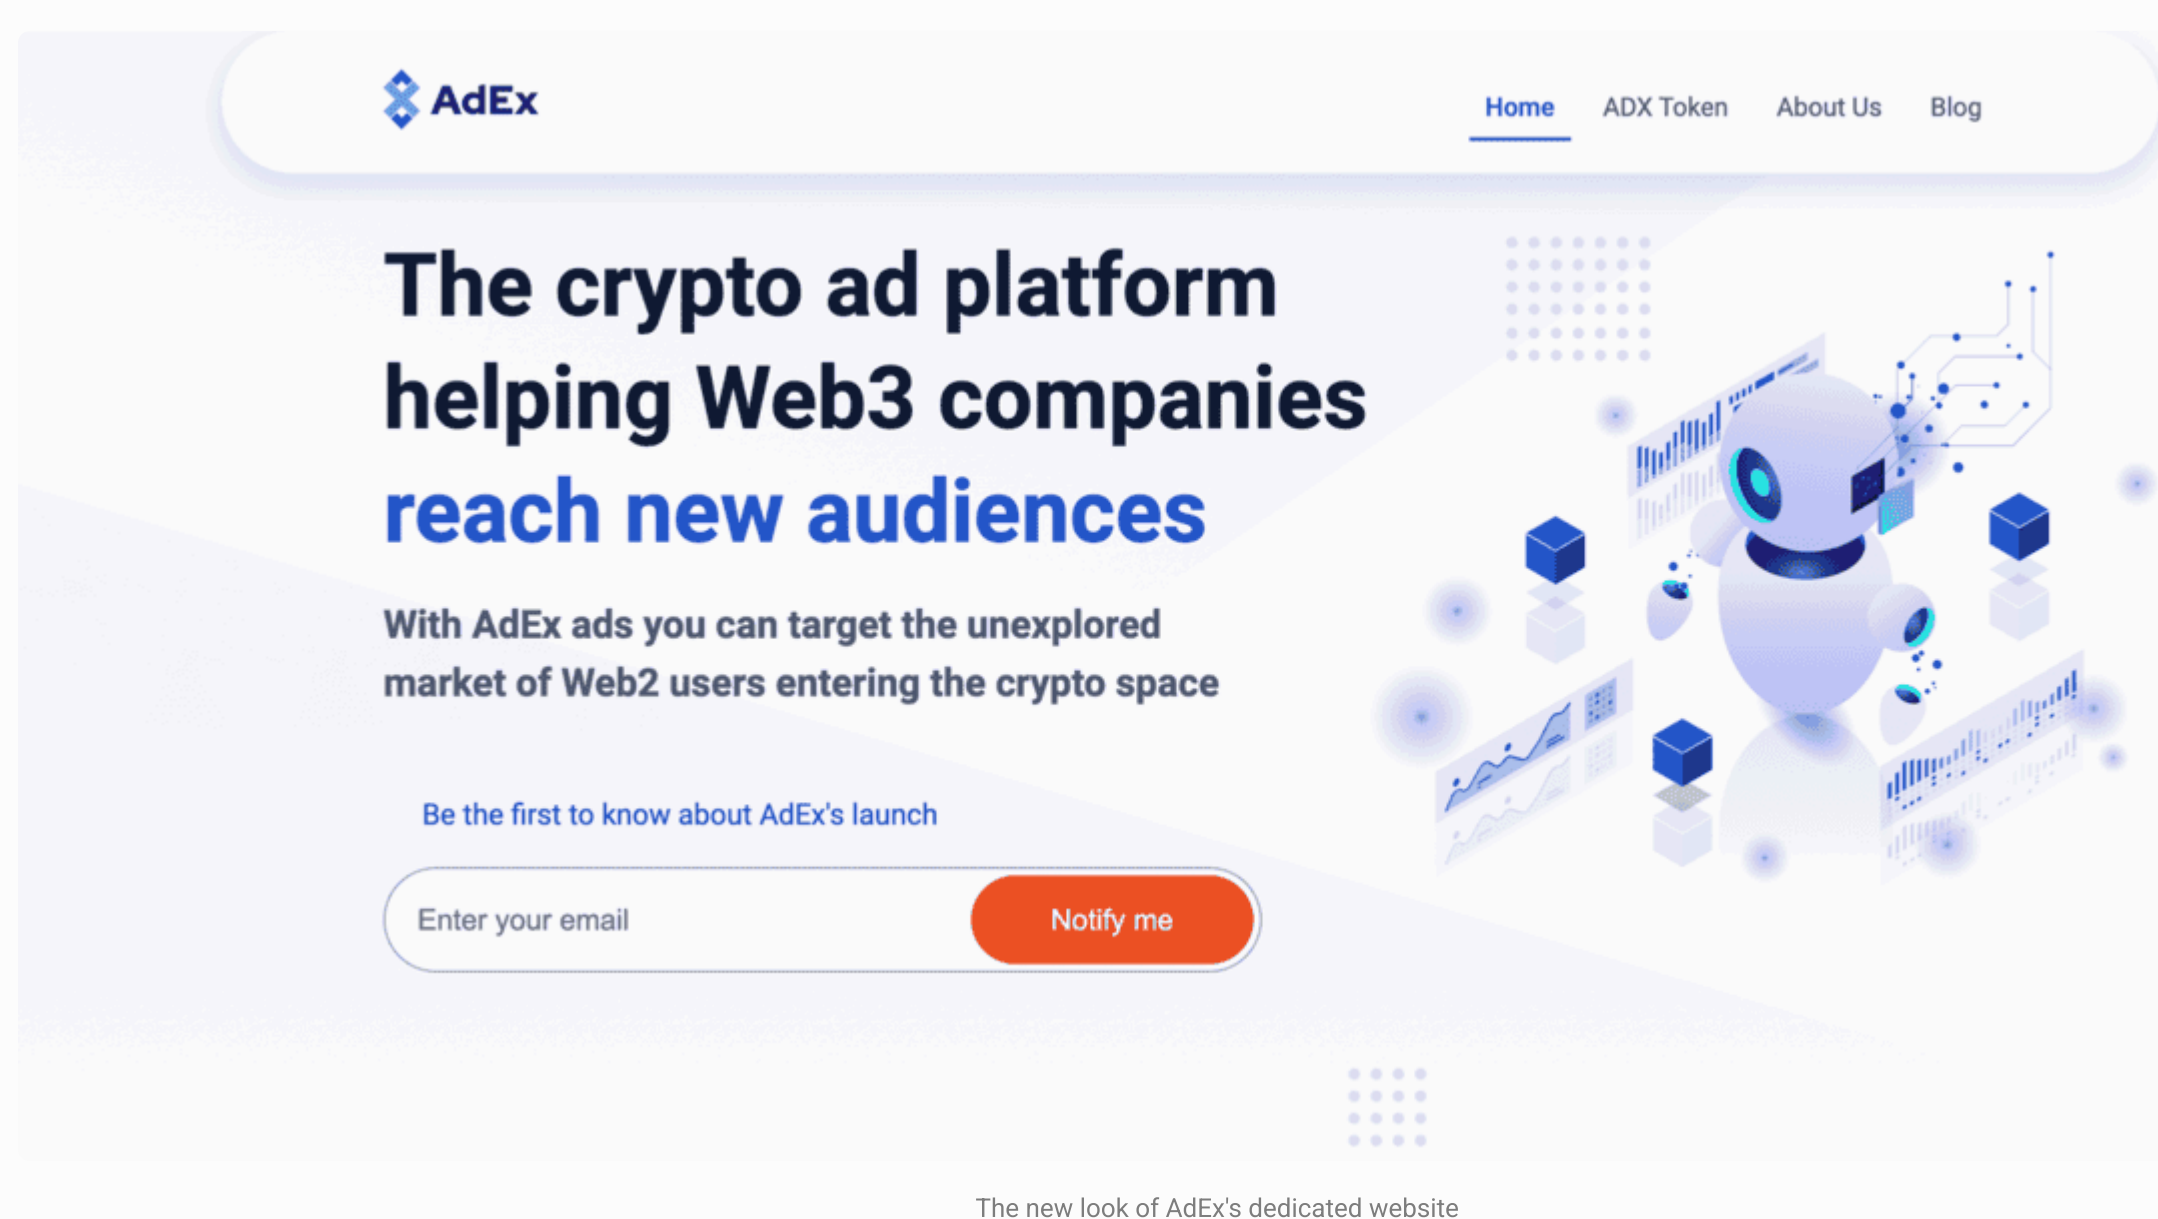 AdEx
Home ADX Token About Us Blog
The crypto ad platform
helping Web3 companies
reach new audiences
With AdEx ads you can target the unexplored
market of Web2 users entering the crypto space
Be the first to know about AdEx's launch
Enter your email Notify me
The new look of AdEx's dedicated website